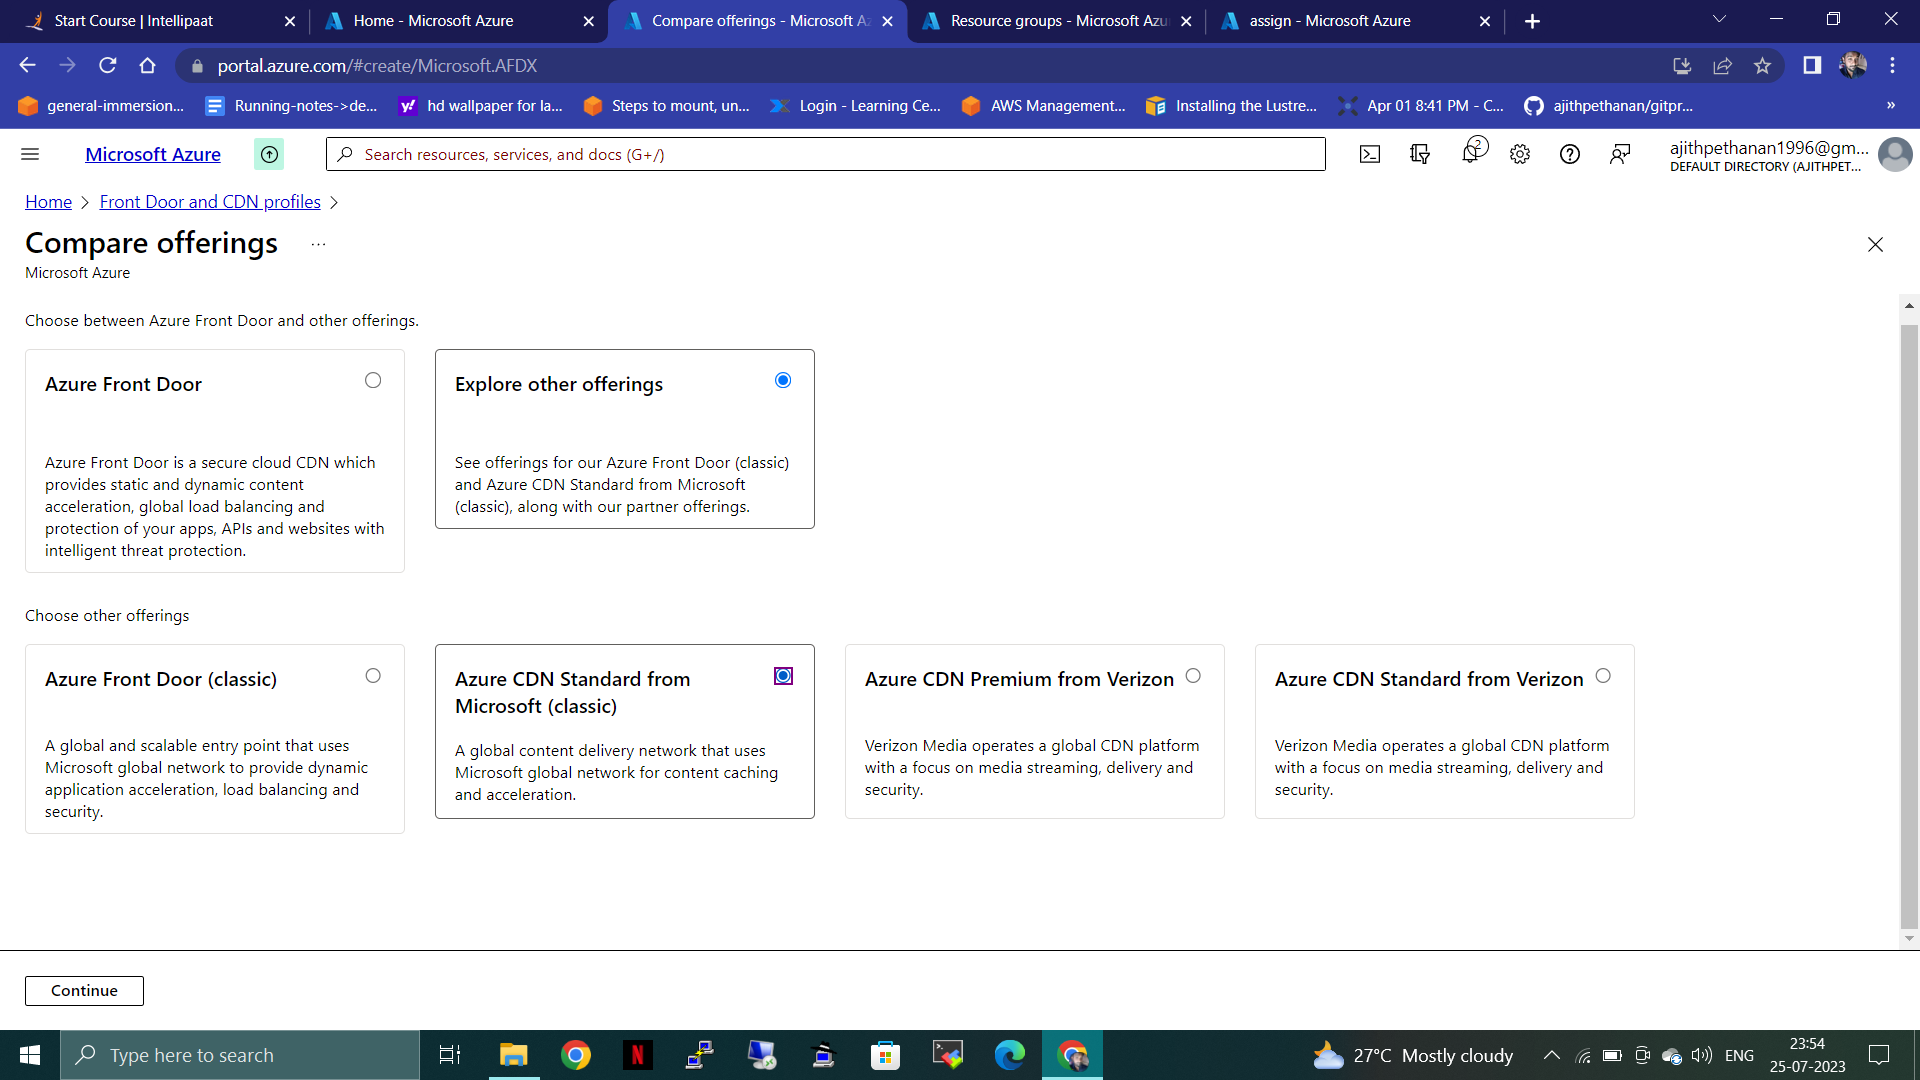 Start Course | Intellipaat
Home - Microsoft Azure
Compare offerings - Microsoft Az
Resource groups - Microsoft Azu
assign - Microsoft Azure
portal.azure.com/#create/Microsoft.AFDX
general-immersion...
Running-notes->de...
hd wallpaper for la...
Steps to mount, un...
Login - Learning Ce...
AWS Management...
Installing the Lustre...
Apr 01 8:41 PM - C...
ajithpethanan/gitpr...
»
Microsoft Azure
Search resources, services, and docs (G+/)
2
ajithpethanan1996@gm...
DEFAULT DIRECTORY (AJITHPET...
Home > Front Door and CDN profiles >
Compare offerings ...
Microsoft Azure
Choose between Azure Front Door and other offerings.
Azure Front Door
Azure Front Door is a secure cloud CDN which
provides static and dynamic content
acceleration, global load balancing and
protection of your apps, APIs and websites with
intelligent threat protection.
Explore other offerings
See offerings for our Azure Front Door (classic)
and Azure CDN Standard from Microsoft
(classic), along with our partner offerings.
Choose other offerings
Azure Front Door (classic)
A global and scalable entry point that uses
Microsoft global network to provide dynamic
application acceleration, load balancing and
security.
Azure CDN Standard from
Microsoft (classic)
A global content delivery network that uses
Microsoft global network for content caching
and acceleration.
Azure CDN Premium from Verizon
Verizon Media operates a global CDN platform
with a focus on media streaming, delivery and
security.
Azure CDN Standard from Verizon
Verizon Media operates a global CDN platform
with a focus on media streaming, delivery and
security.
Continue
Type here to search
N
27°C Mostly cloudy
ENG
23:54
25-07-2023